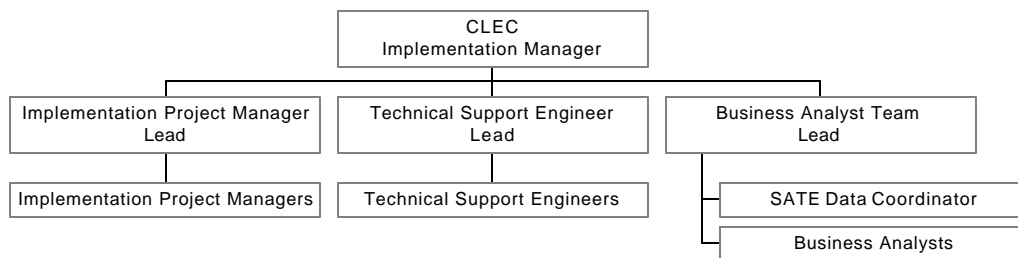 CLEC
Implementation Manager
Implementation Project Manager
Lead
Technical Support Engineer
Lead
Business Analyst Team
Lead
Implementation Project Managers
Technical Support Engineers
SATE Data Coordinator
Business Analysts